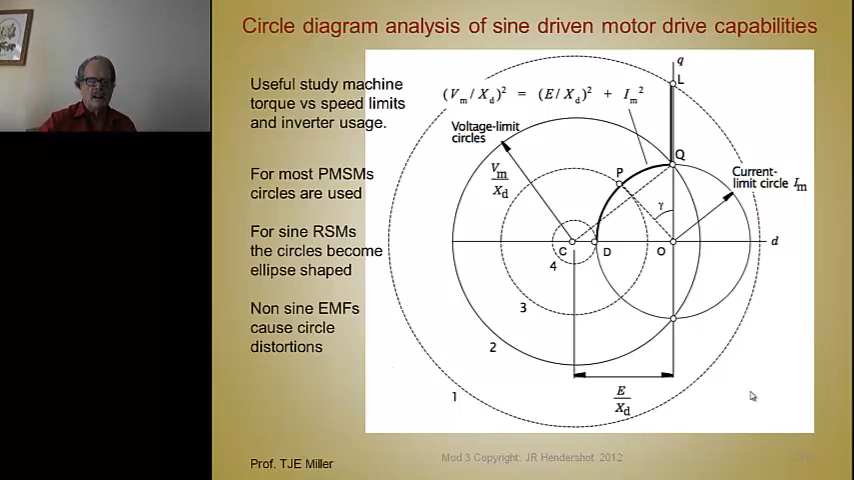 Circle diagram analysis of sine driven motor drive capabilities
Useful study machine
torque vs speed limits
and inverter usage.
For most PMSMs
circles are used
For sine RSMs
the circles become
ellipse shaped
Non sine EMFs
cause circle
distortions
q
L
(Vm / Xd)² = (E/ Xd)² + Im²
Voltage-limit
circles
Vm
Xd
P
Q
Current-
limit circle Im
γ
C
D
O
d
4
3
2
1
E
Xd
Prof. TJE Miller
Mod 3 Copyright: JR Hendershot 2012